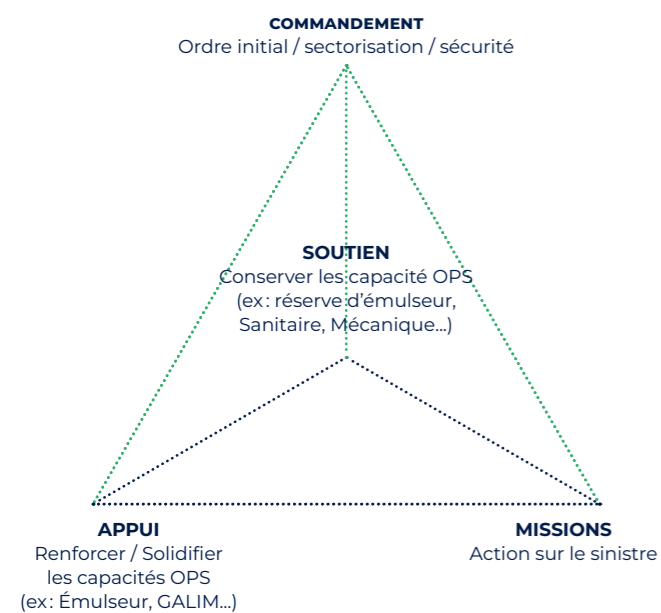 COMMANDEMENT
Ordre initial / sectorisation / sécurité
SOUTIEN
Conserver les capacité OPS
(ex : réserve d’émulseur,
Sanitaire, Mécanique...)
APPUI
Renforcer / Solidifier
les capacités OPS
(ex : Émulseur, GALIM...)
MISSIONS
Action sur le sinistre